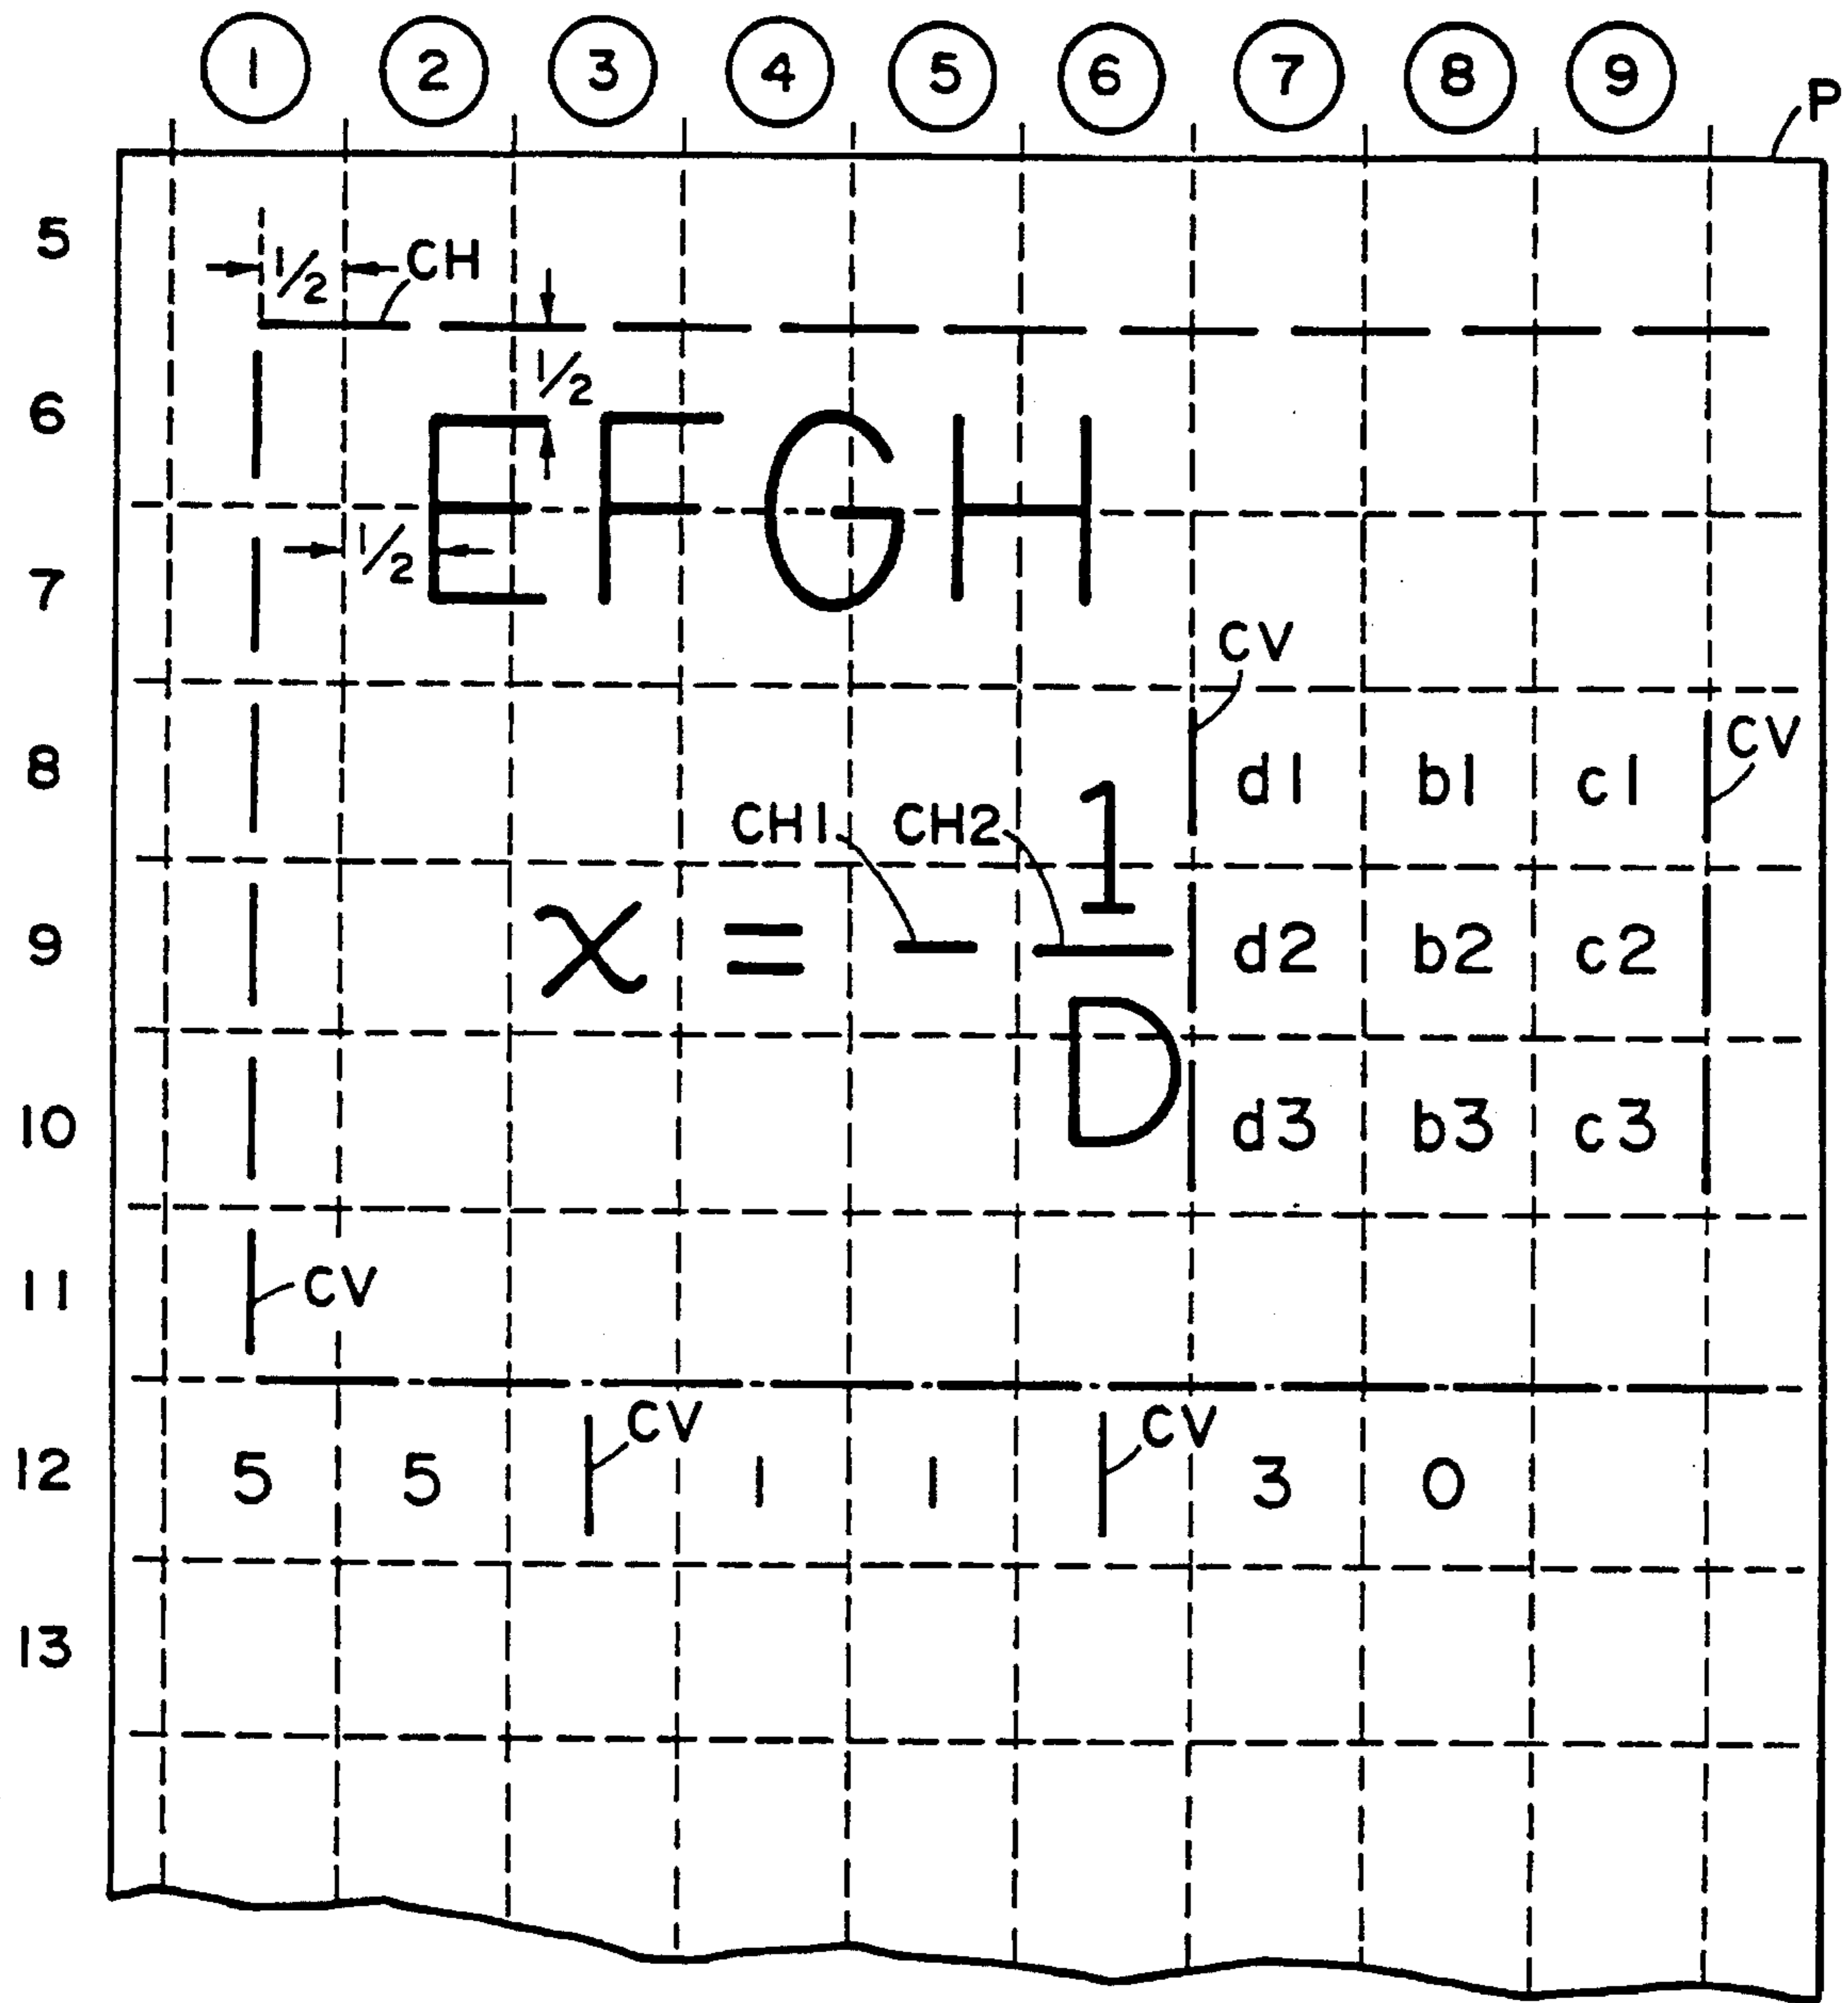 1 2 3 4 5 6 7 8 9
P
5
1/2 CH
1/2
6
EFGH
7
1/2
CV
8 d1 b1 c1 CV
CH1 CH2 1
9 x = - d2 b2 c2
D
10 d3 b3 c3
11 CV
CV CV
12 5 5 | 1 1 | 3 0
13